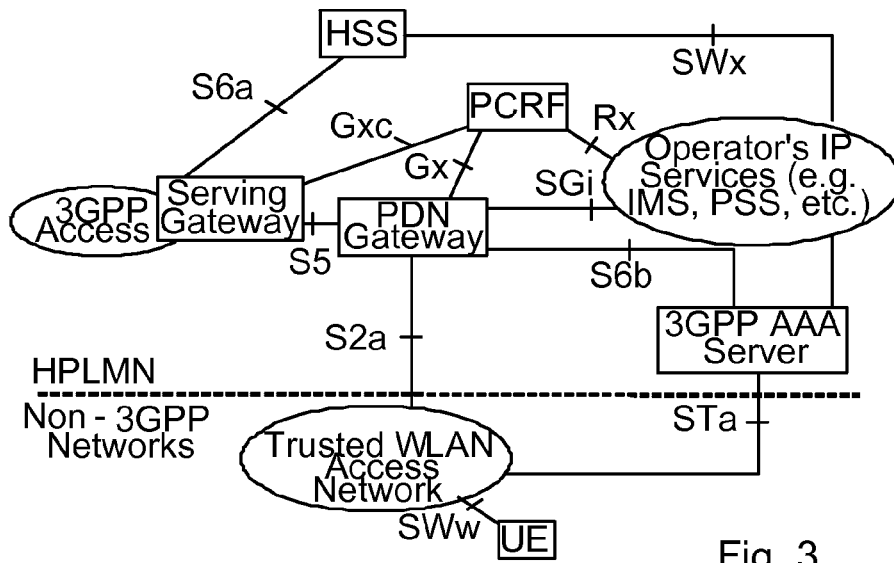 HSS
SWx
S6a
PCRF
Gxc
Rx
Gx
Operator's IP
Services (e.g.
IMS, PSS, etc.)
SGi
3GPP
Access
Serving
Gateway
PDN
Gateway
S5
S6b
S2a
3GPP AAA
Server
HPLMN
Non - 3GPP
Networks
STa
Trusted WLAN
Access
Network
SWw
UE
Fig. 3